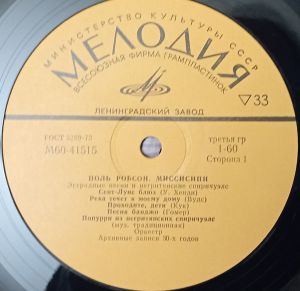 МИНИСТЕРСТВО КУЛЬТУРЫ СССР
МЕЛОДИЯ
ВСЕСОЮЗНАЯ ФИРМА ГРАМПЛАСТИНОК
▽33
ЛЕНИНГРАДСКИЙ ЗАВОД
ГОСТ 5289-73
М60-41515
третья гр
1-60
Сторона 1
ПОЛЬ РОБСОН. МИССИСИПИ
Эстрадные песни и негритянские спиричуэлс
Сент-Луис блюз (У. Хенди)
Река течет к моему дому (Вудс)
Проходите, дети (Кук)
Песня банджо (Гомер)
Попурри из негритянских спиричуэлс
(муз. традиционная)
Оркестр
Архивные записи 30-х годов